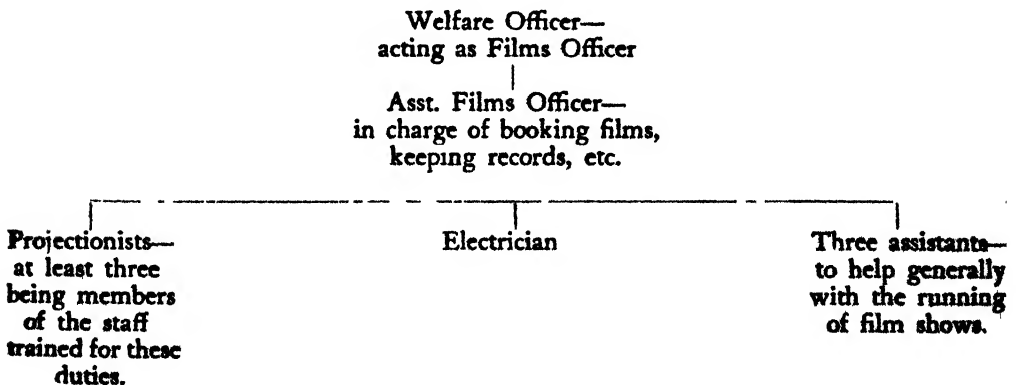 Welfare Officer—
acting as Films Officer
Asst. Films Officer—
in charge of booking films,
keeping records, etc.
Projectionists—
at least three
being members
of the staff
trained for these
duties.
Electrician
Three assistants—
to help generally
with the running
of film shows.